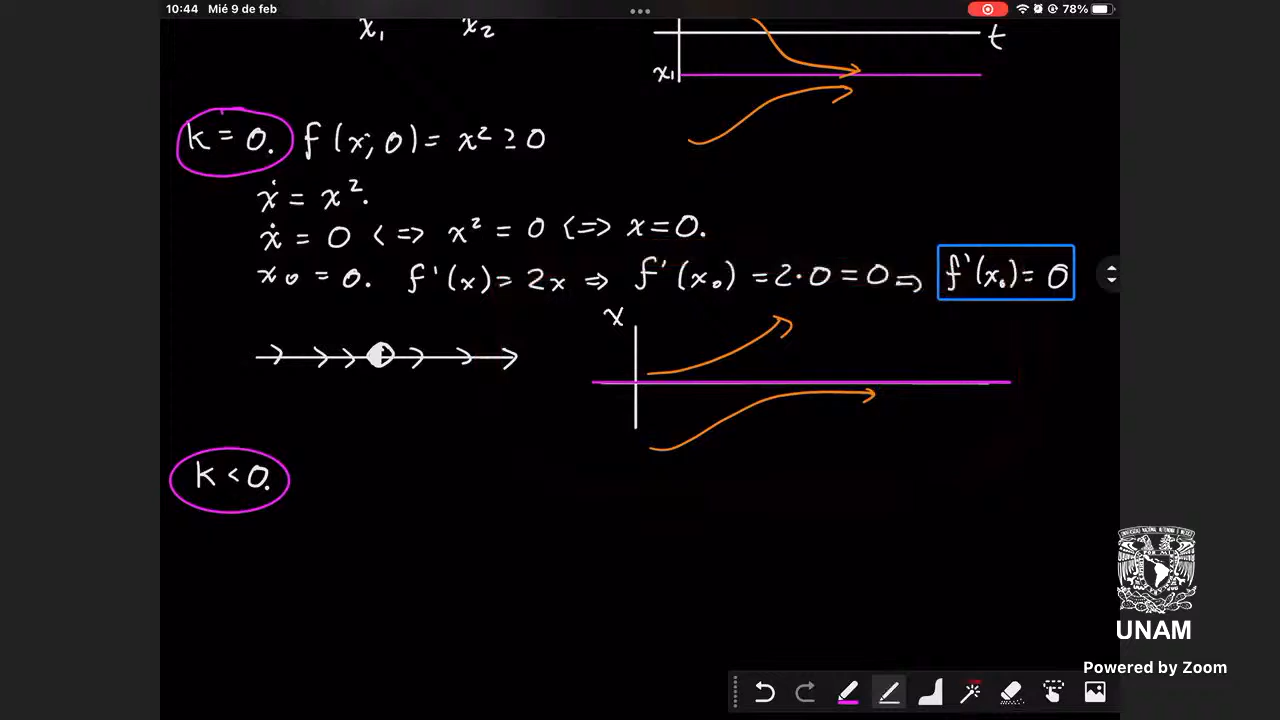 10:44 Mié 9 de feb
78%
x₁ x₂
t
x₁
k = 0. f(x; 0) = x² ≥ 0
ẋ = x².
ẋ = 0 <=> x² = 0 <=> x = 0.
x₀ = 0. f'(x) = 2x ⇒ f'(x₀) = 2·0 = 0 ⇒ f'(x₀) = 0
x
k < 0.
UNAM
Powered by Zoom